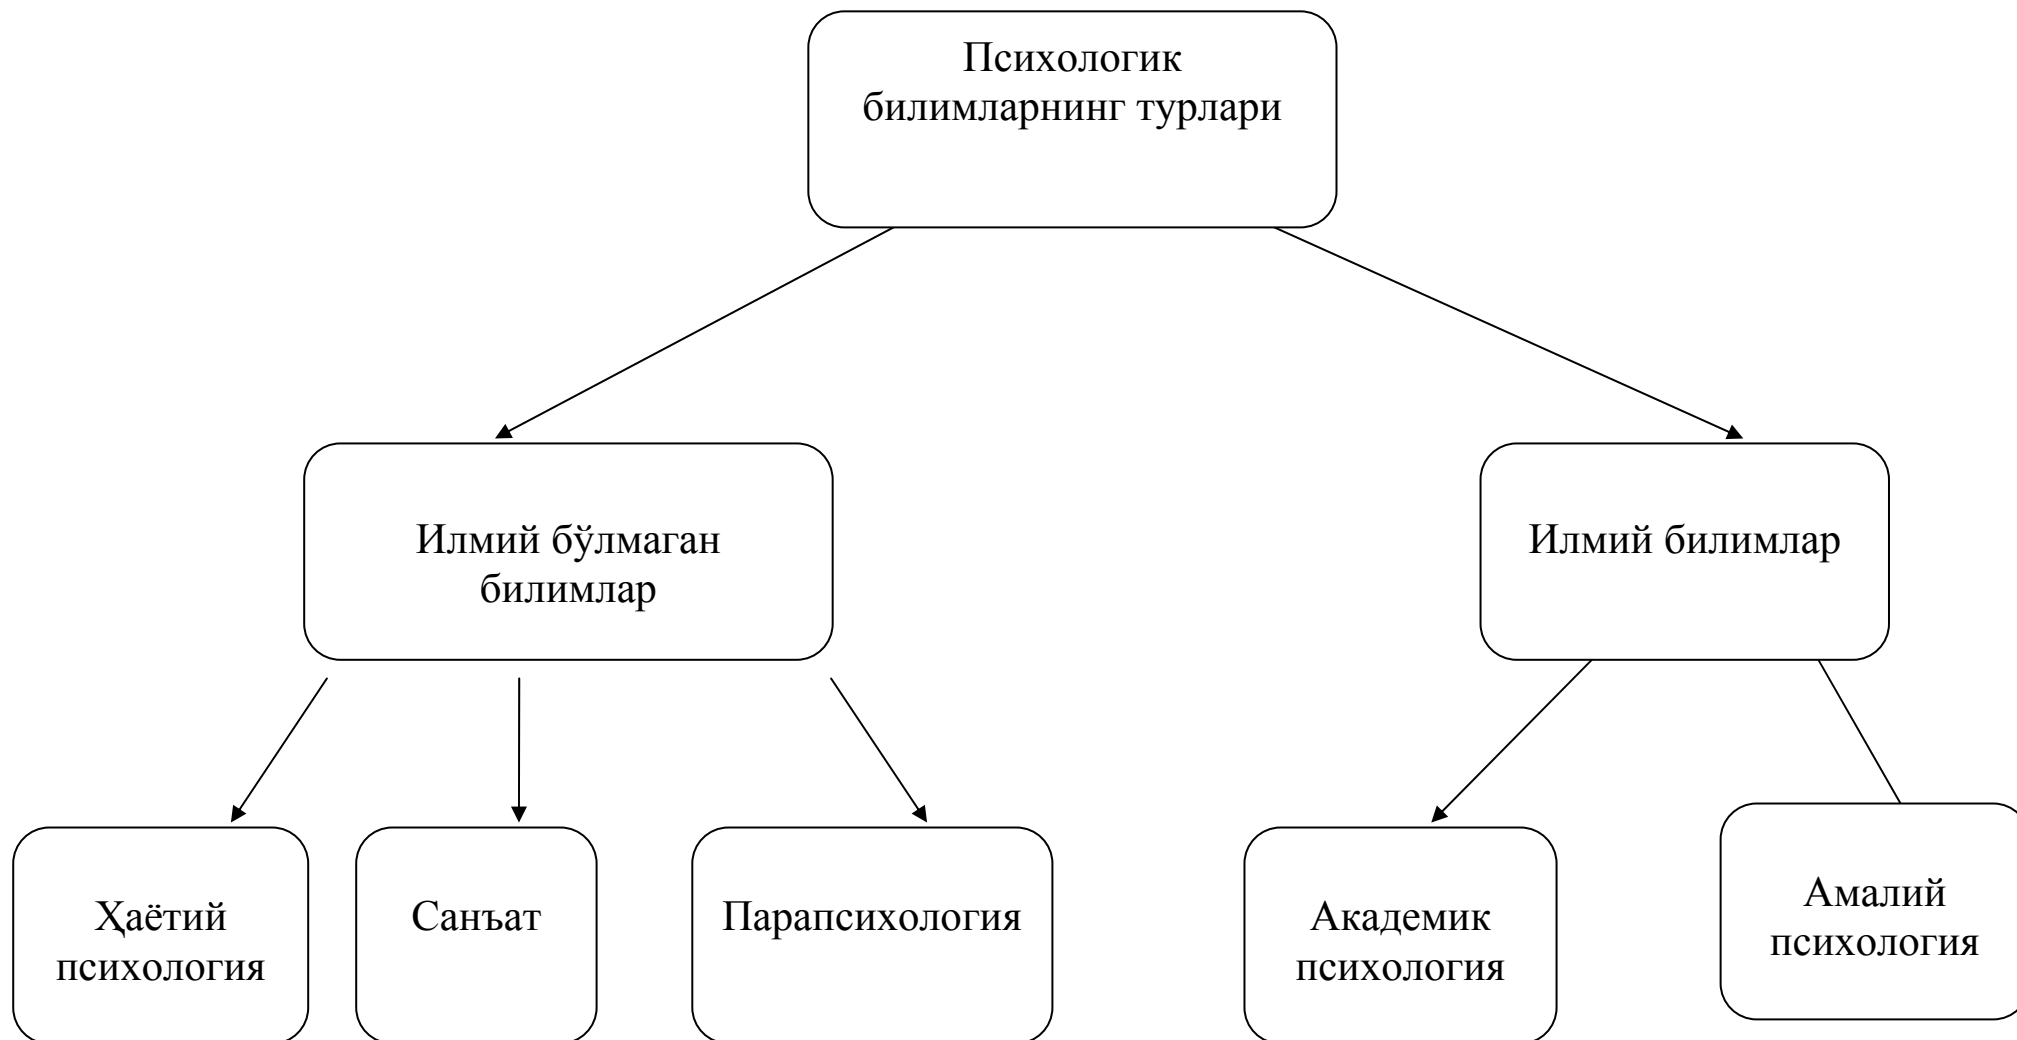 Психологик
билимларнинг турлари
Илмий бўлмаган
билимлар
Илмий билимлар
Ҳаётий
психология
Санъат
Парапсихология
Академик
психология
Амалий
психология